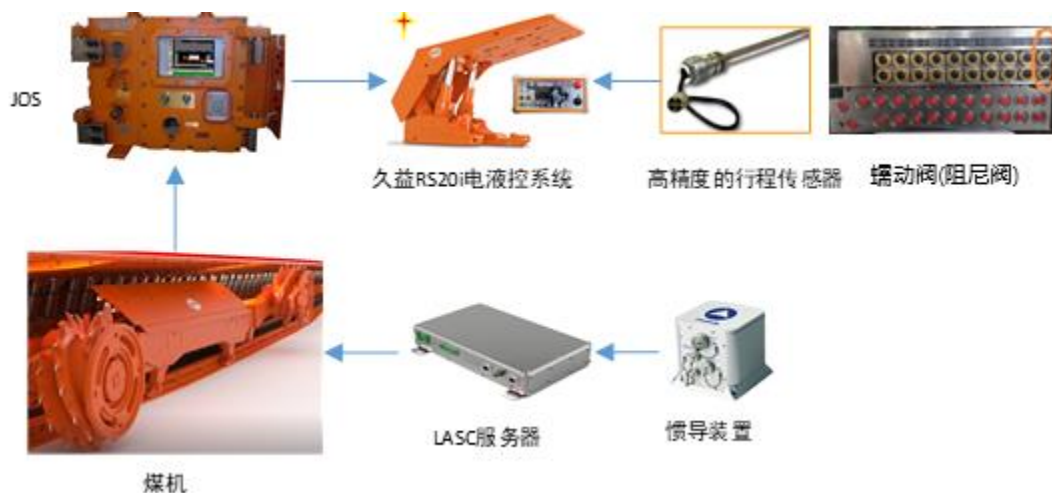 JOS
久益RS20i电液控系统
高精度的行程传感器
蠕动阀(阻尼阀)
LASC服务器
惯导装置
煤机